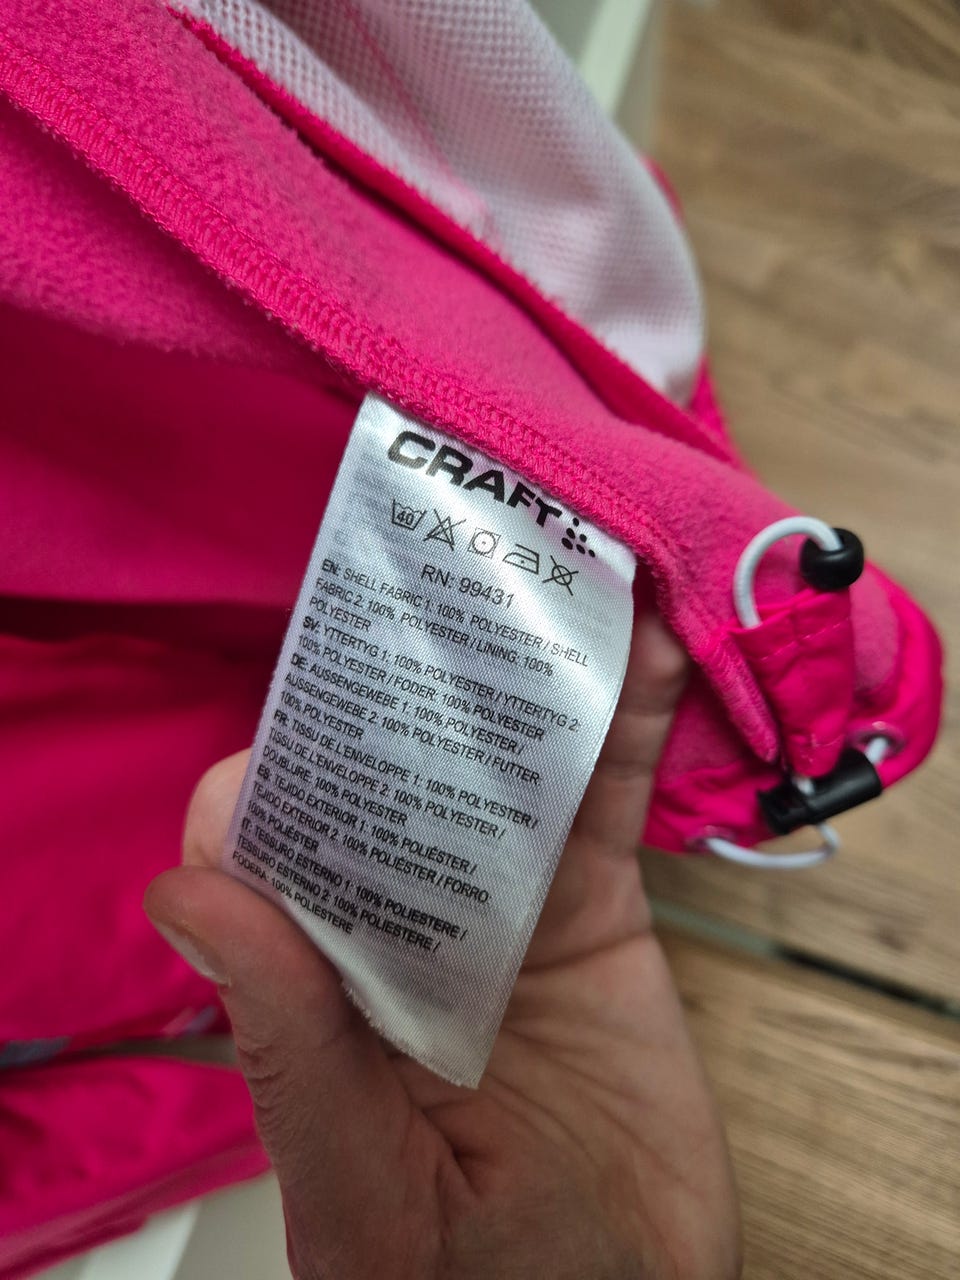 CRAFT
40
RN: 99431
EN: SHELL FABRIC 1: 100% POLYESTER / SHELL
FABRIC 2: 100% POLYESTER / LINING: 100%
POLYESTER
SV: YTTERTYG 1: 100% POLYESTER / YTTERTYG 2:
100% POLYESTER / FODER: 100% POLYESTER
DE: AUSSENGEWEBE 1: 100% POLYESTER /
AUSSENGEWEBE 2: 100% POLYESTER / FUTTER:
100% POLYESTER
FR: TISSU DE L'ENVELOPPE 1: 100% POLYESTER /
TISSU DE L'ENVELOPPE 2: 100% POLYESTER /
DOUBLURE: 100% POLYESTER
ES: TEJIDO EXTERIOR 1: 100% POLIÉSTER /
TEJIDO EXTERIOR 2: 100% POLIÉSTER / FORRO:
100% POLIÉSTER
IT: TESSURO ESTERNO 1: 100% POLIESTERE /
TESSURO ESTERNO 2: 100% POLIESTERE /
FODERA: 100% POLIESTERE